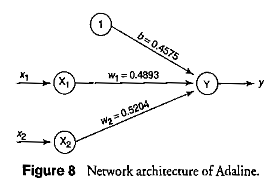 1
b = 0.4575
x₁
X₁
w₁ = 0.4893
Y
y
w₂ = 0.5204
x₂
X₂
Figure 8 Network architecture of Adaline.